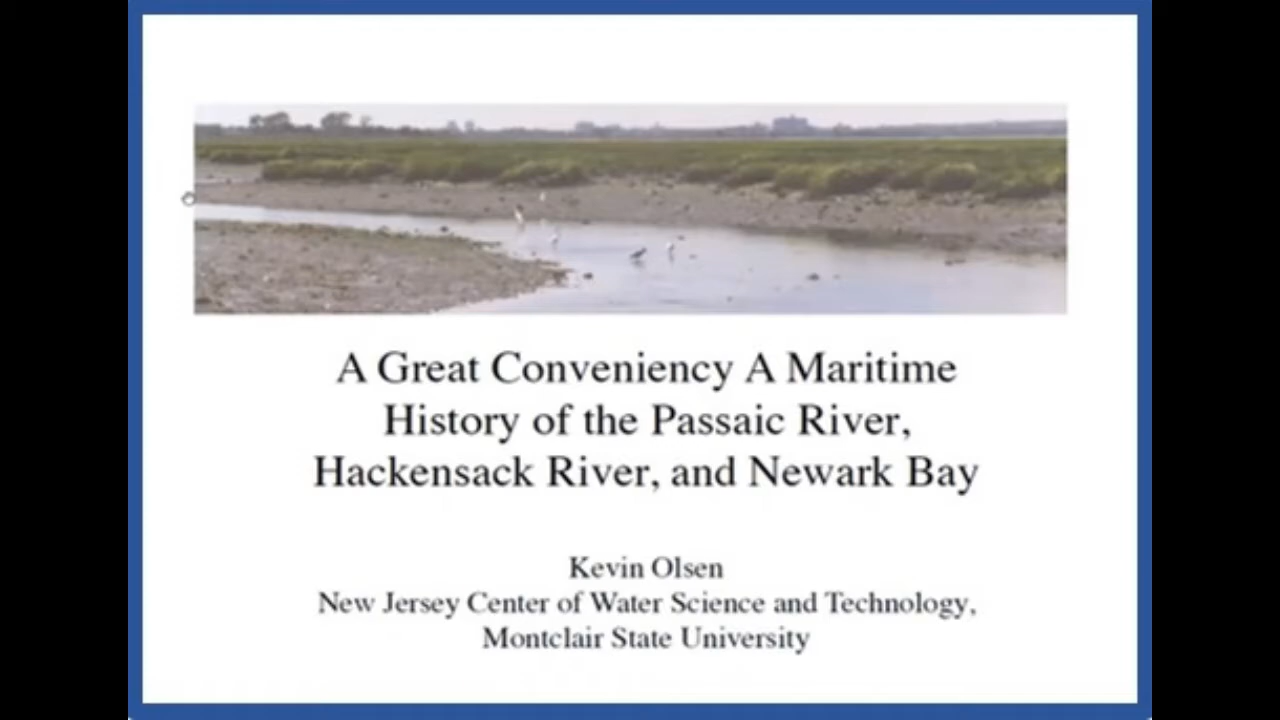 A Great Conveniency A Maritime
History of the Passaic River,
Hackensack River, and Newark Bay
Kevin Olsen
New Jersey Center of Water Science and Technology,
Montclair State University